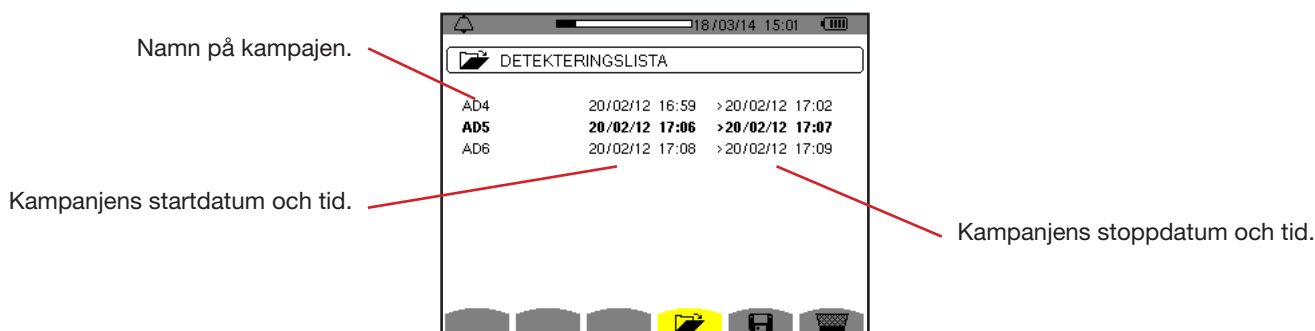 18/03/14 15:01
Namn på kampajen.
DETEKTERINGSLISTA
AD4 20/02/12 16:59 >20/02/12 17:02
AD5 20/02/12 17:06 >20/02/12 17:07
AD6 20/02/12 17:08 >20/02/12 17:09
Kampanjens startdatum och tid.
Kampanjens stoppdatum och tid.